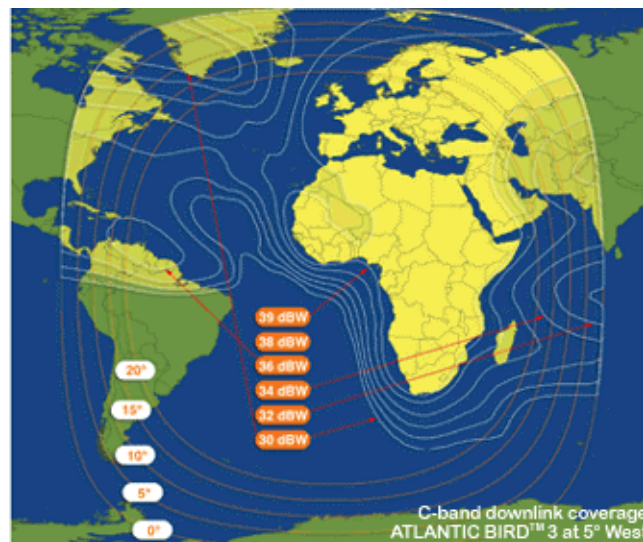 39 dBW
38 dBW
36 dBW
34 dBW
32 dBW
30 dBW
20°
15°
10°
5°
0°
C-band downlink coverage
ATLANTIC BIRD™ 3 at 5° Wes